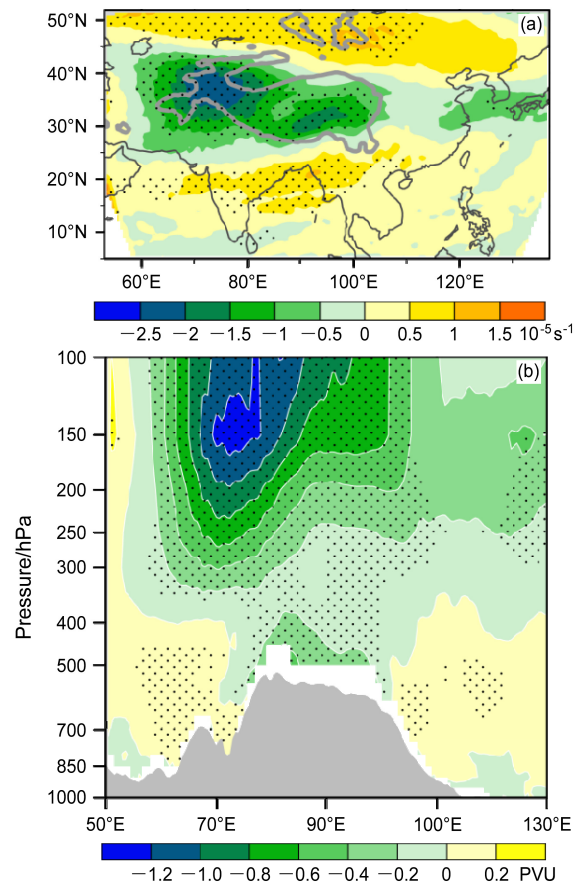 (a)
50°N
40°N
30°N
20°N
10°N
60°E 80°E 100°E 120°E
−2.5 −2 −1.5 −1 −0.5 0 0.5 1 1.5 10⁻⁵s⁻¹
(b)
Pressure/hPa
100
150
200
250
300
400
500
700
850
1000
50°E 70°E 90°E 100°E 130°E
−1.2 −1.0 −0.8 −0.6 −0.4 −0.2 0 0.2 PVU